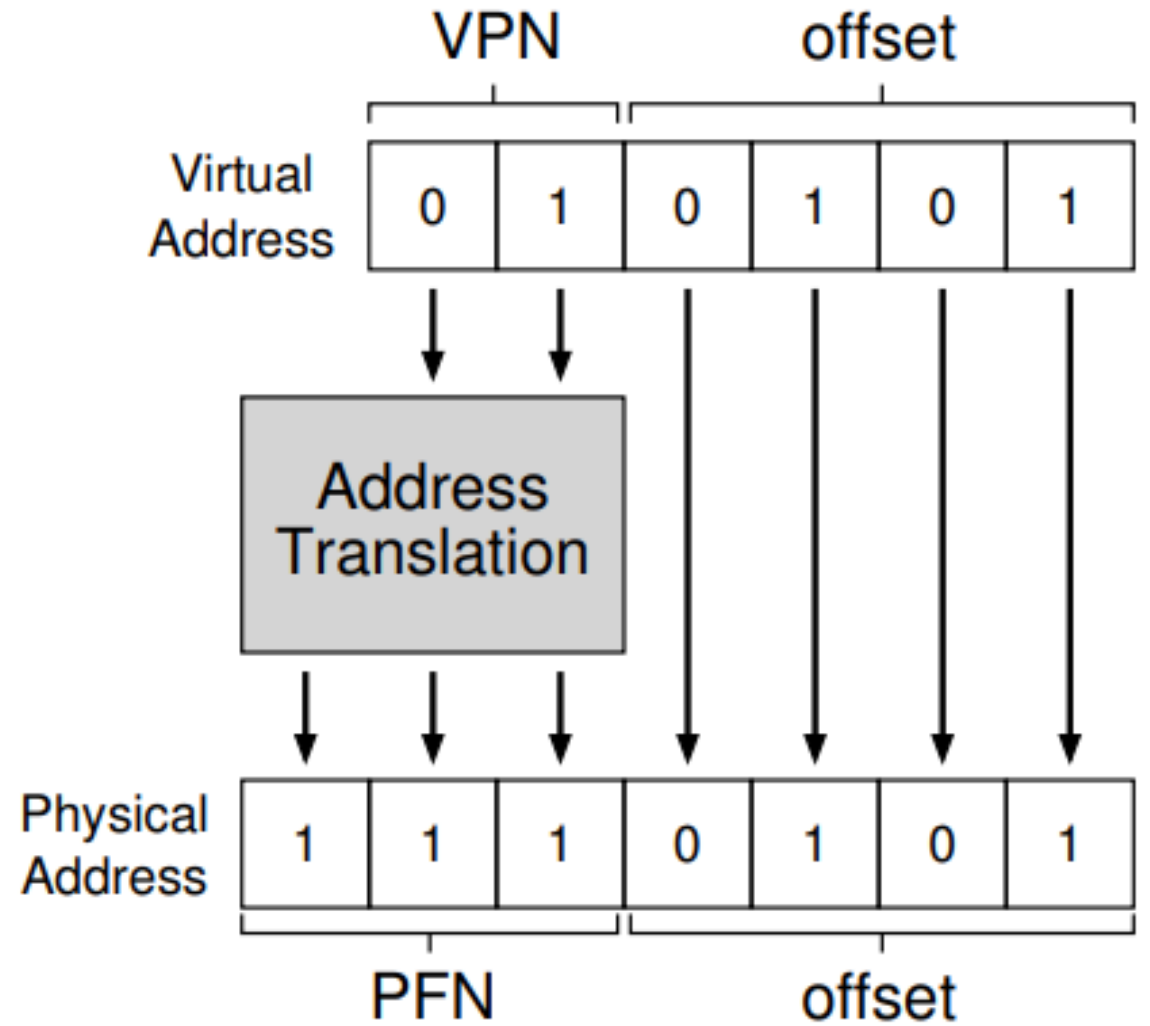 VPN offset
Virtual
Address
0 1 0 1 0 1
Address
Translation
Physical
Address
1 1 1 0 1 0 1
PFN offset